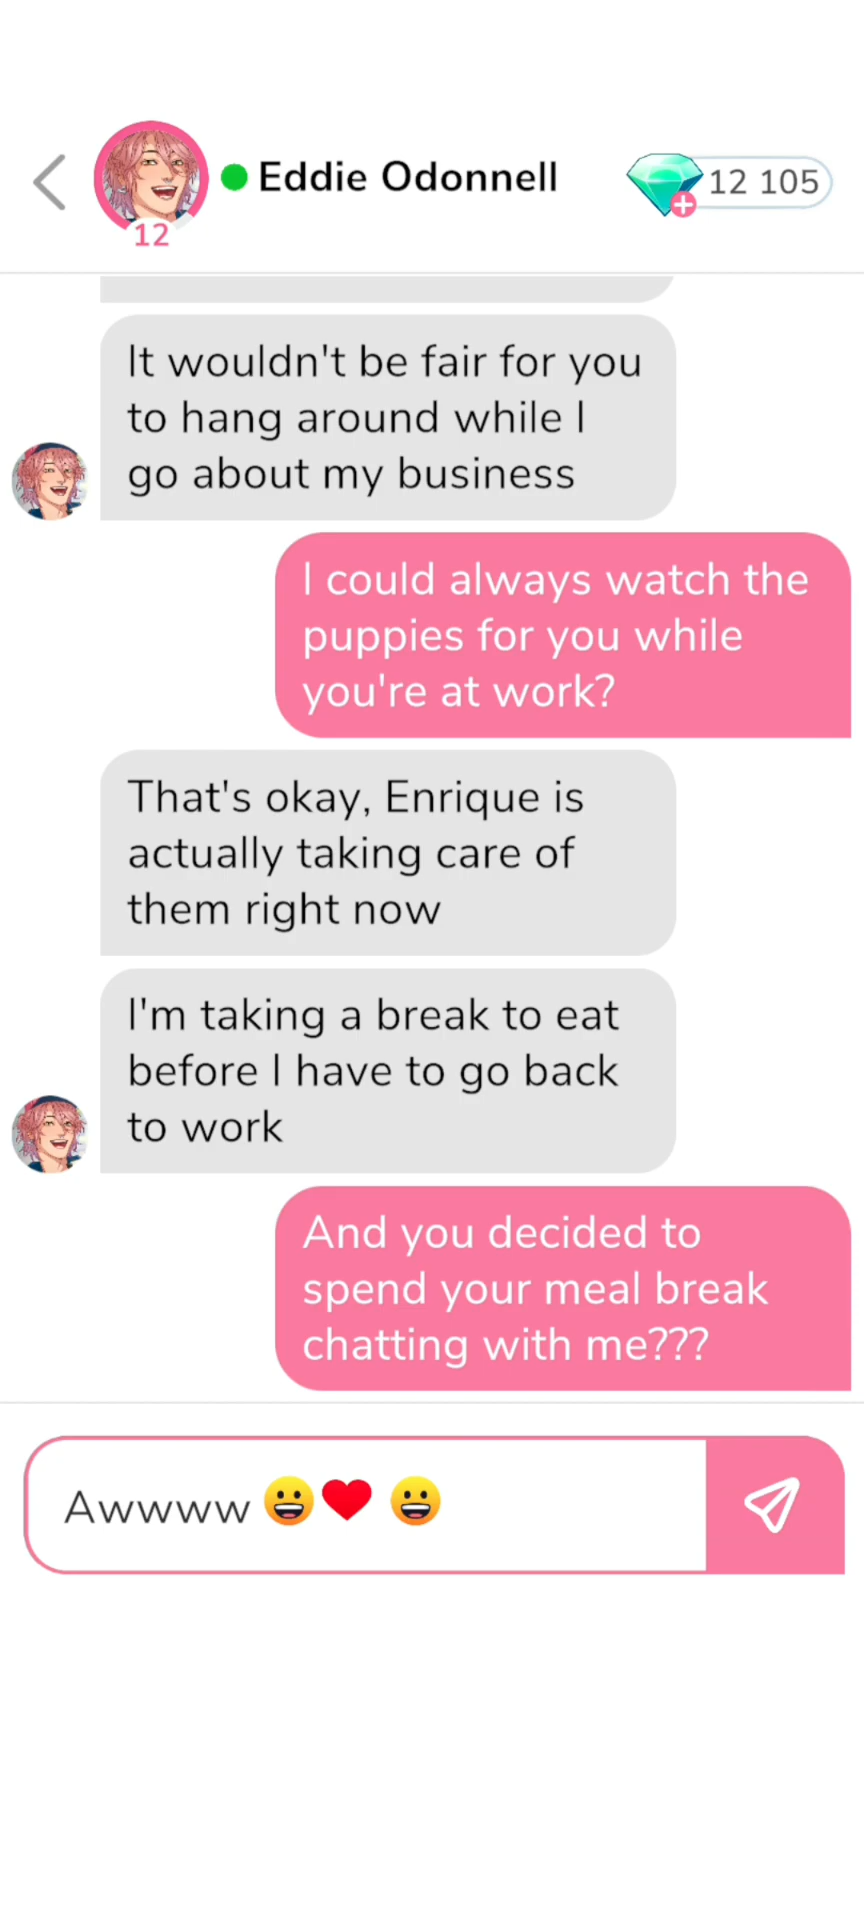 Eddie Odonnell
12 105
12
It wouldn't be fair for you
to hang around while I
go about my business
I could always watch the
puppies for you while
you're at work?
That's okay, Enrique is
actually taking care of
them right now
I'm taking a break to eat
before I have to go back
to work
And you decided to
spend your meal break
chatting with me???
Awwww 😀❤️ 😀